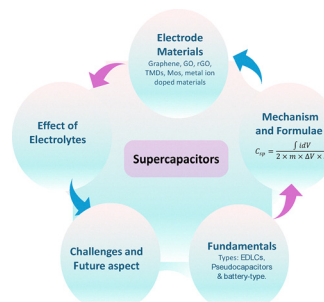 Electrode
Materials
Graphene, GO, rGO,
TMDs, Mos, metal ion
doped materials
Effect of
Electrolytes
Supercapacitors
Mechanism
and Formulae
C_sp = ∫ idV / 2 × m × ΔV ×
Challenges and
Future aspect
Fundamentals
Types: EDLCs,
Pseudocapacitors
& battery-type.